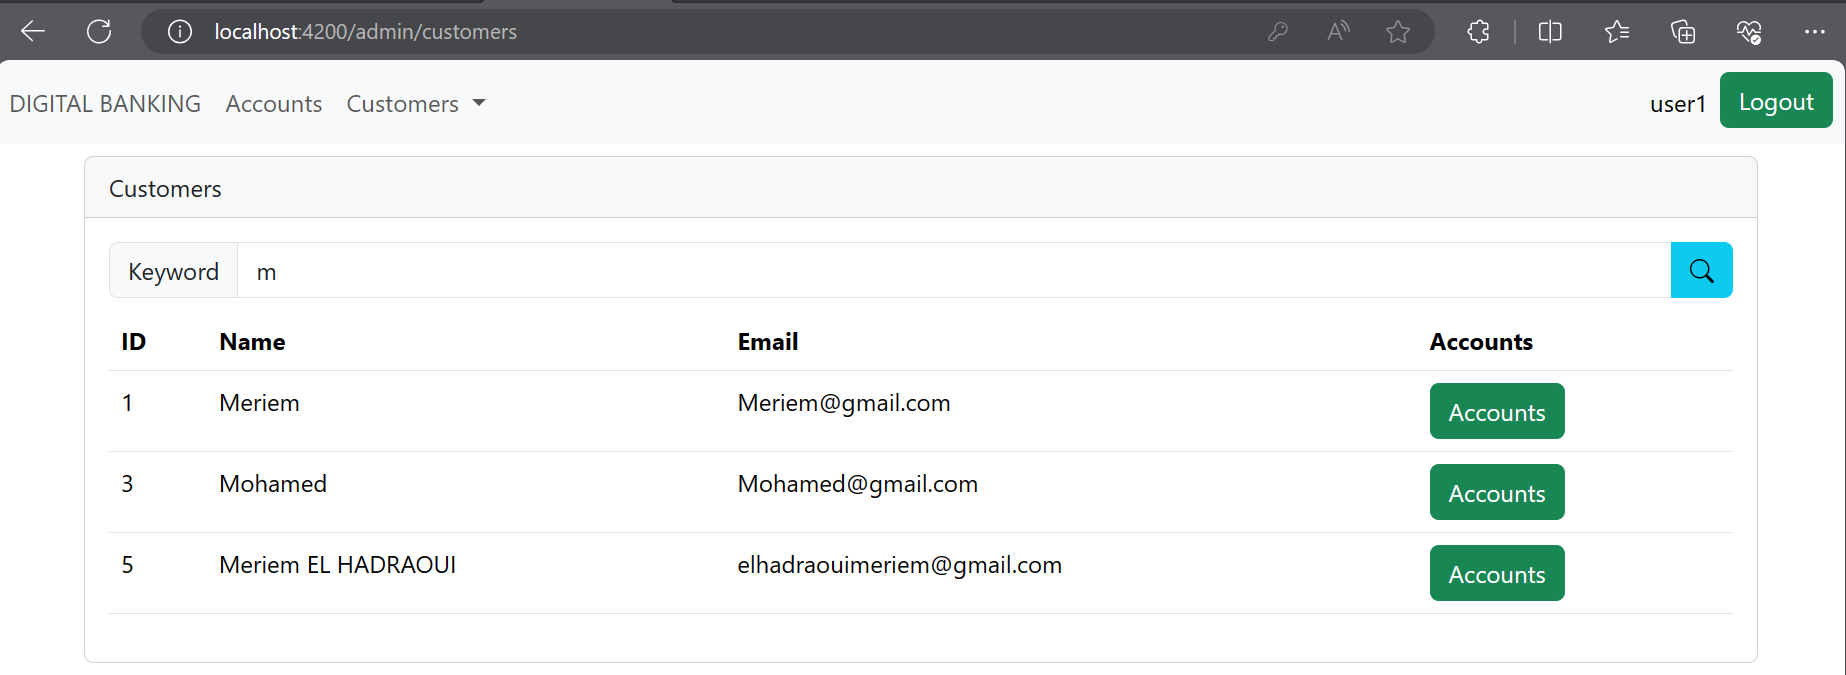 localhost:4200/admin/customers
DIGITAL BANKING Accounts Customers user1 Logout
Customers
Keyword m
ID Name Email Accounts
1 Meriem Meriem@gmail.com Accounts
3 Mohamed Mohamed@gmail.com Accounts
5 Meriem EL HADRAOUI elhadraouimeriem@gmail.com Accounts